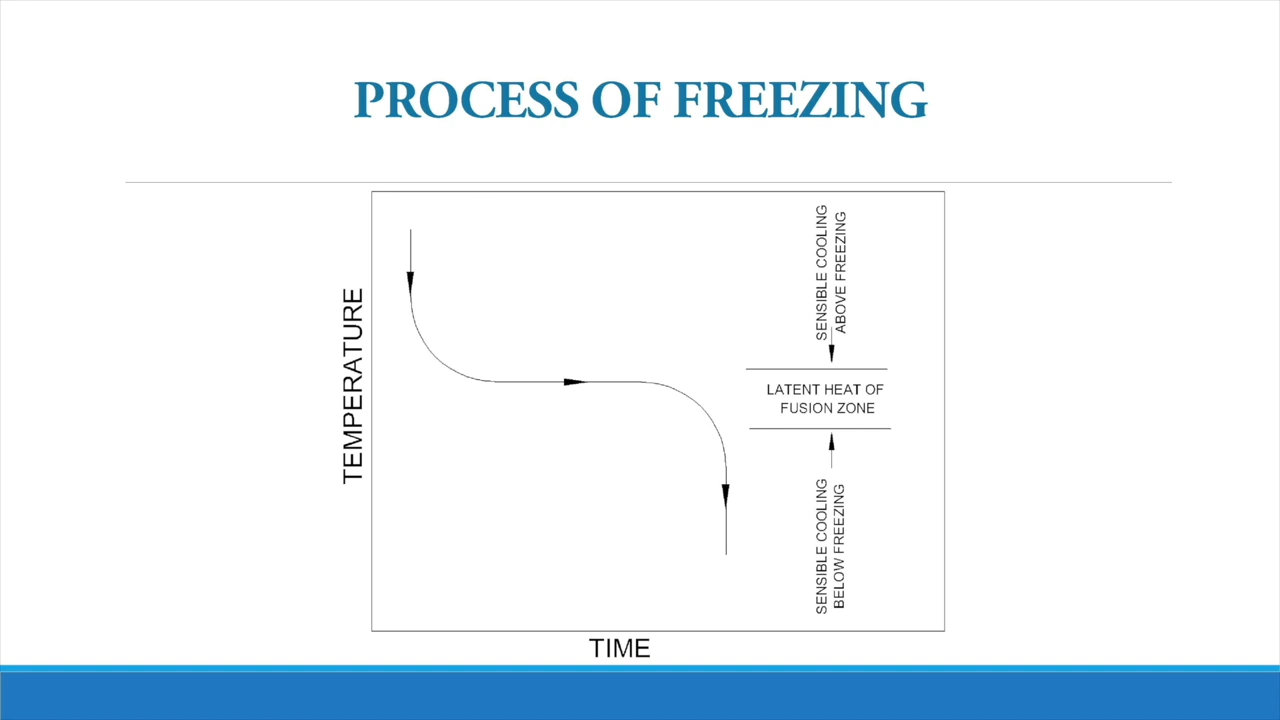 PROCESS OF FREEZING
TEMPERATURE
SENSIBLE COOLING
ABOVE FREEZING
LATENT HEAT OF
FUSION ZONE
SENSIBLE COOLING
BELOW FREEZING
TIME